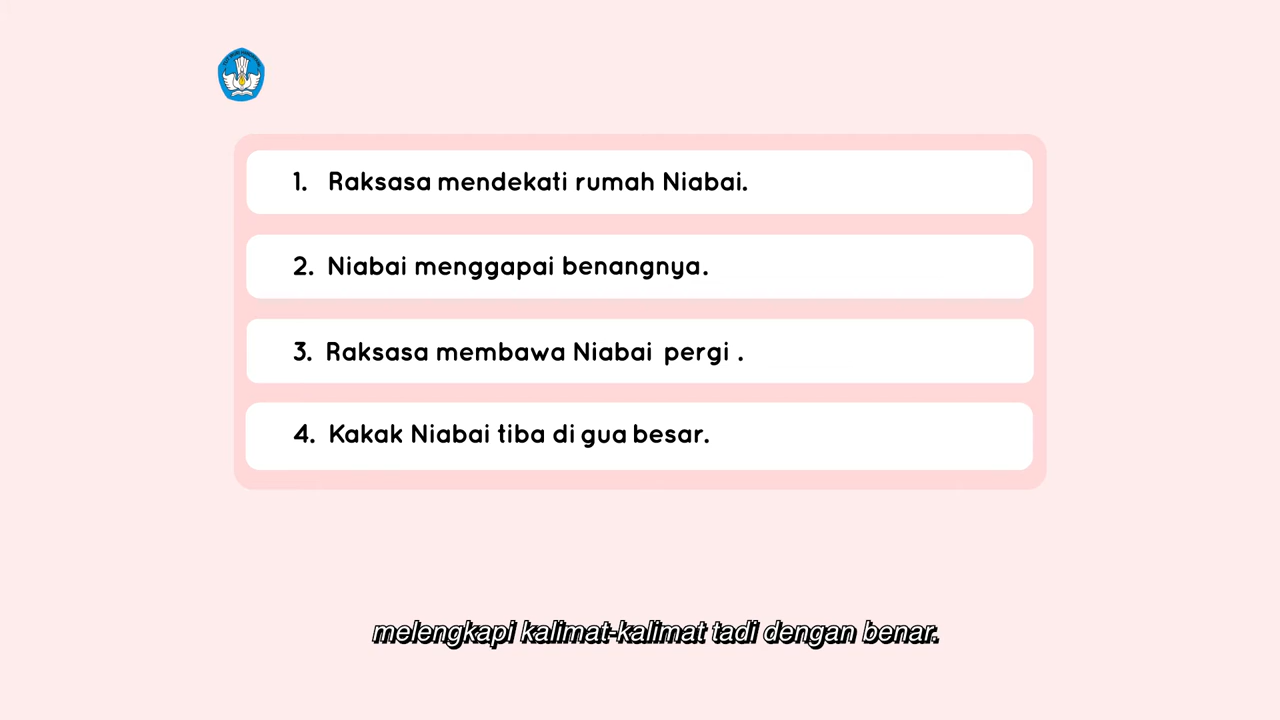 1. Raksasa mendekati rumah Niabai.
2. Niabai menggapai benangnya.
3. Raksasa membawa Niabai pergi .
4. Kakak Niabai tiba di gua besar.
melengkapi kalimat-kalimat tadi dengan benar.